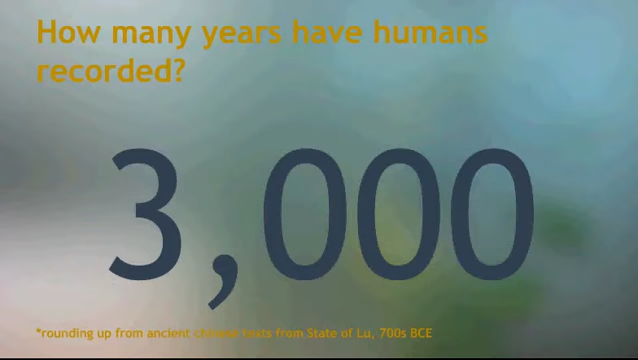 How many years have humans
recorded?
3,000
*rounding up from ancient chinese texts from State of Lu, 700s BCE